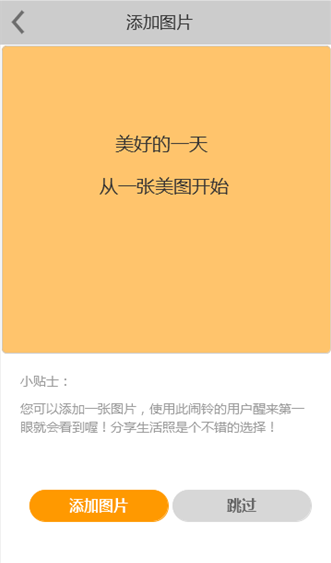 添加图片
美好的一天
从一张美图开始
小贴士：
您可以添加一张图片，使用此闹铃的用户醒来第一
眼就会看到喔！分享生活照是个不错的选择！
添加图片
跳过